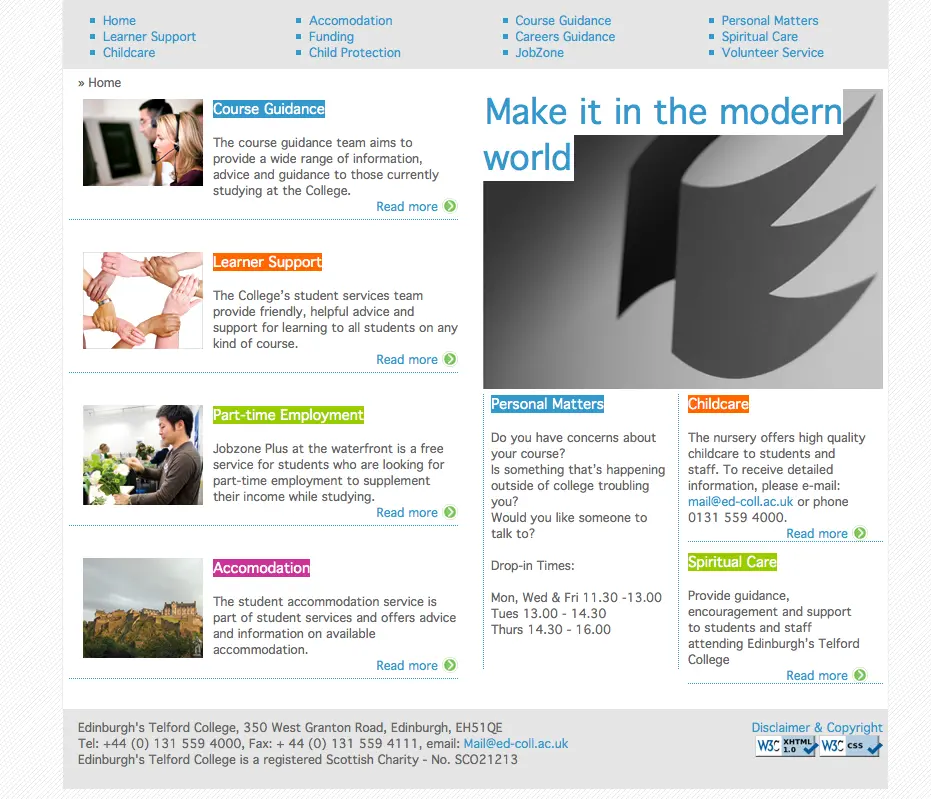 Home
Learner Support
Childcare
Accomodation
Funding
Child Protection
Course Guidance
Careers Guidance
JobZone
Personal Matters
Spiritual Care
Volunteer Service
» Home
Course Guidance
The course guidance team aims to
provide a wide range of information,
advice and guidance to those currently
studying at the College.
Read more
Learner Support
The College's student services team
provide friendly, helpful advice and
support for learning to all students on any
kind of course.
Read more
Part-time Employment
Jobzone Plus at the waterfront is a free
service for students who are looking for
part-time employment to supplement
their income while studying.
Read more
Accomodation
The student accommodation service is
part of student services and offers advice
and information on available
accommodation.
Read more
Make it in the modern
world
Personal Matters
Do you have concerns about
your course?
Is something that's happening
outside of college troubling
you?
Would you like someone to
talk to?
Drop-in Times:
Mon, Wed & Fri 11.30 -13.00
Tues 13.00 - 14.30
Thurs 14.30 - 16.00
Childcare
The nursery offers high quality
childcare to students and
staff. To receive detailed
information, please e-mail:
mail@ed-coll.ac.uk or phone
0131 559 4000.
Read more
Spiritual Care
Provide guidance,
encouragement and support
to students and staff
attending Edinburgh's Telford
College
Read more
Edinburgh's Telford College, 350 West Granton Road, Edinburgh, EH51QE
Tel: +44 (0) 131 559 4000, Fax: + 44 (0) 131 559 4111, email: Mail@ed-coll.ac.uk
Edinburgh's Telford College is a registered Scottish Charity - No. SCO21213
Disclaimer & Copyright
W3C XHTML 1.0
W3C css